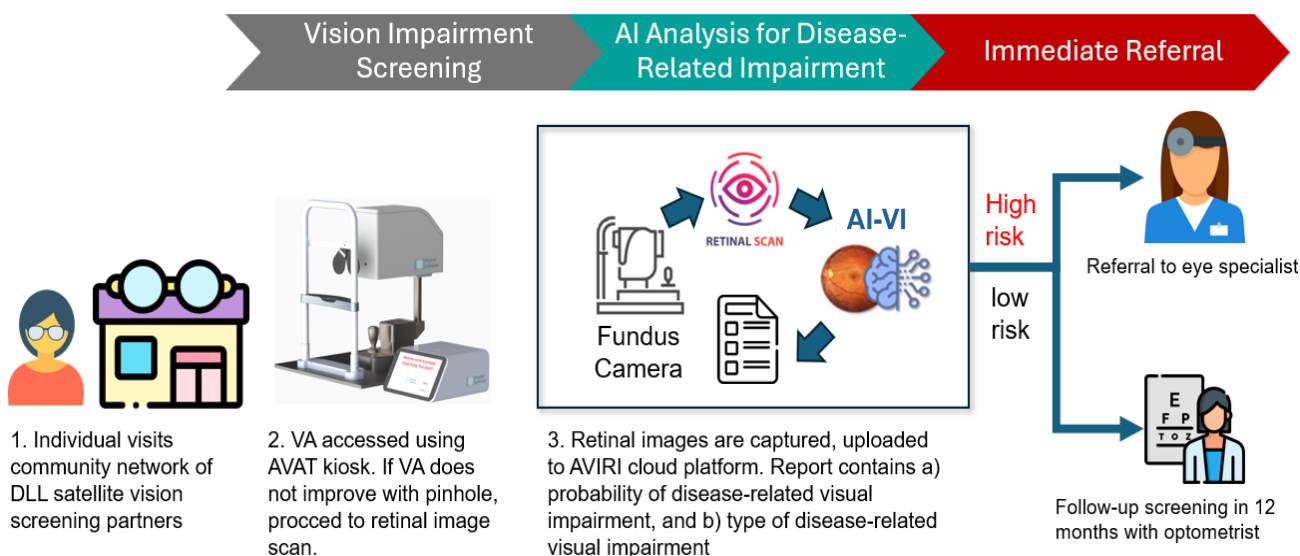 Vision Impairment
Screening
AI Analysis for Disease-
Related Impairment
Immediate Referral
RETINAL SCAN
AI-VI
Fundus
Camera
High
risk
low
risk
Referral to eye specialist
E
F P
T O Z
1. Individual visits
community network of
DLL satellite vision
screening partners
2. VA accessed using
AVAT kiosk. If VA does
not improve with pinhole,
procced to retinal image
scan.
3. Retinal images are captured, uploaded
to AVIRI cloud platform. Report contains a)
probability of disease-related visual
impairment, and b) type of disease-related
visual impairment
Follow-up screening in 12
months with optometrist